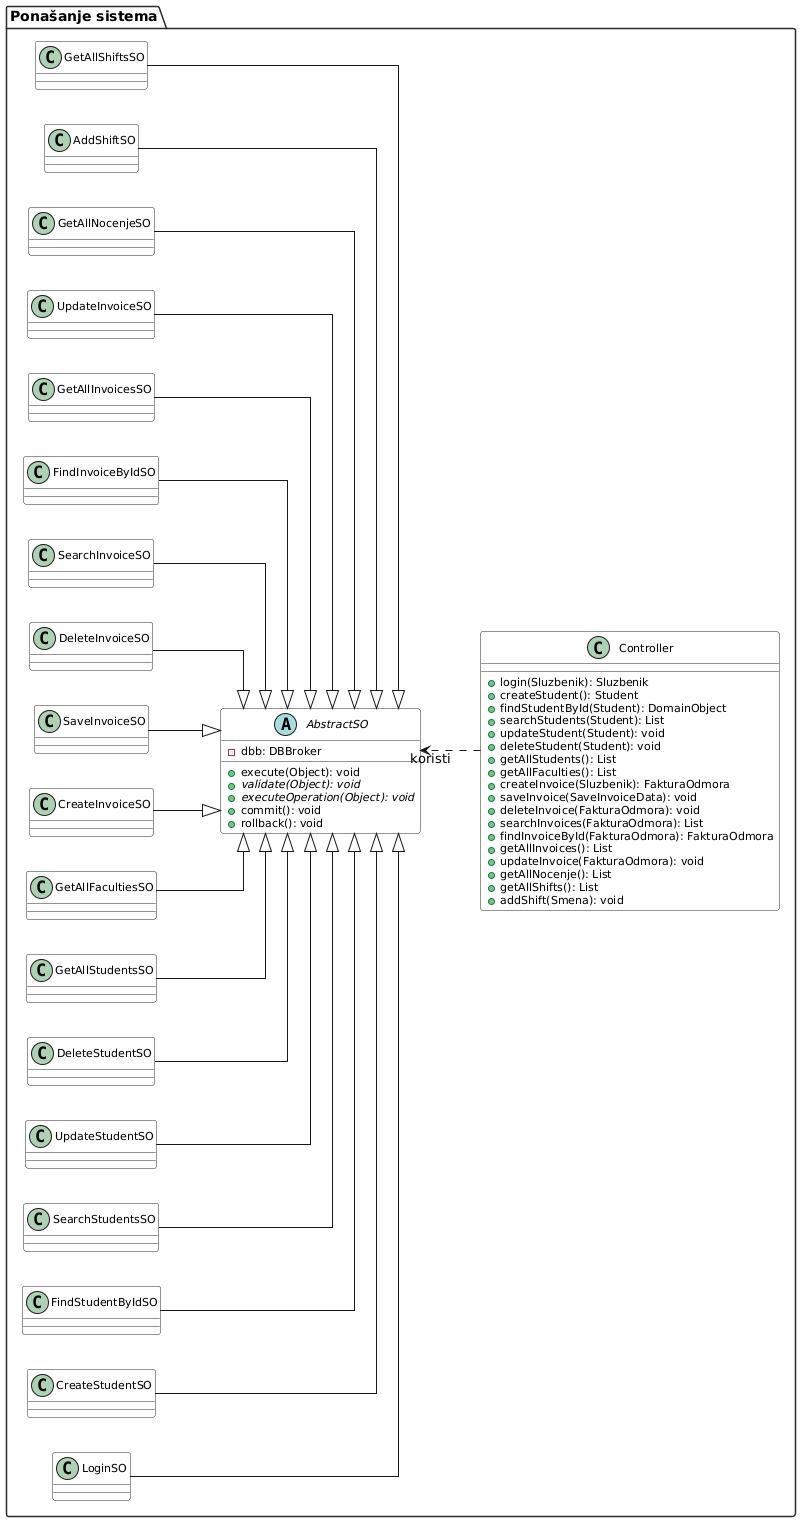 Ponašanje sistema
C GetAllShiftsSO
C AddShiftSO
C GetAllNocenjeSO
C UpdateInvoiceSO
C GetAllInvoicesSO
C FindInvoiceByIdSO
C SearchInvoiceSO
C DeleteInvoiceSO
C SaveInvoiceSO
C CreateInvoiceSO
C GetAllFacultiesSO
C GetAllStudentsSO
C DeleteStudentSO
C UpdateStudentSO
C SearchStudentsSO
C FindStudentByIdSO
C CreateStudentSO
C LoginSO
A AbstractSO
dbb: DBBroker
execute(Object): void
validate(Object): void
executeOperation(Object): void
commit(): void
rollback(): void
koristi
C Controller
login(Sluzbenik): Sluzbenik
createStudent(): Student
findStudentById(Student): DomainObject
searchStudents(Student): List
updateStudent(Student): void
deleteStudent(Student): void
getAllStudents(): List
getAllFaculties(): List
createInvoice(Sluzbenik): FakturaOdmora
saveInvoice(SaveInvoiceData): void
deleteInvoice(FakturaOdmora): void
searchInvoices(FakturaOdmora): List
findInvoiceById(FakturaOdmora): FakturaOdmora
getAllInvoices(): List
updateInvoice(FakturaOdmora): void
getAllNocenje(): List
getAllShifts(): List
addShift(Smena): void